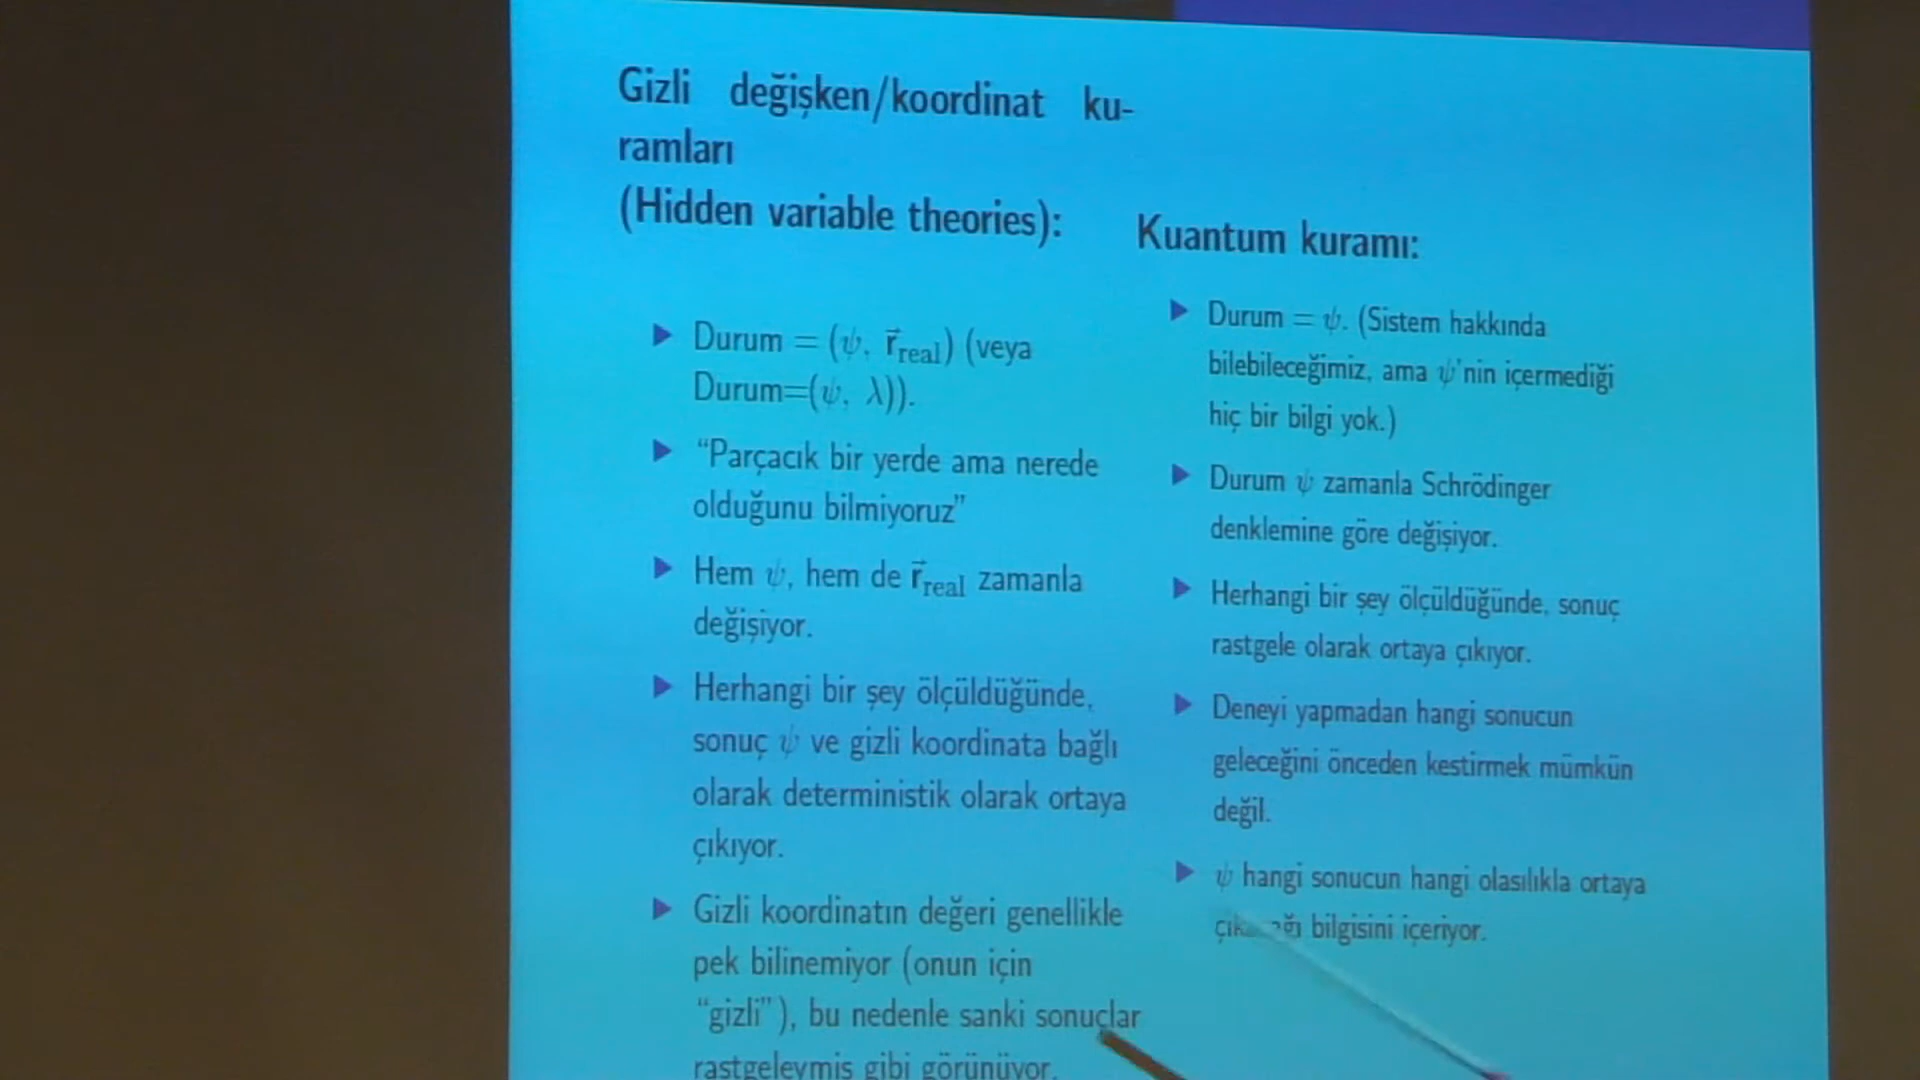 Gizli değişken/koordinat ku-
ramları
(Hidden variable theories):
▶ Durum = (ψ, r⃗real) (veya
Durum=(ψ, λ)).
▶ “Parçacık bir yerde ama nerede
olduğunu bilmiyoruz”
▶ Hem ψ, hem de r⃗real zamanla
değişiyor.
▶ Herhangi bir şey ölçüldüğünde,
sonuç ψ ve gizli koordinata bağlı
olarak deterministik olarak ortaya
çıkıyor.
▶ Gizli koordinatın değeri genellikle
pek bilinemiyor (onun için
“gizli”), bu nedenle sanki sonuçlar
rastgeleymiş gibi görünüyor.
Kuantum kuramı:
▶ Durum = ψ. (Sistem hakkında
bilebileceğimiz, ama ψ'nin içermediği
hiç bir bilgi yok.)
▶ Durum ψ zamanla Schrödinger
denklemine göre değişiyor.
▶ Herhangi bir şey ölçüldüğünde, sonuç
rastgele olarak ortaya çıkıyor.
▶ Deneyi yapmadan hangi sonucun
geleceğini önceden kestirmek mümkün
değil.
▶ ψ hangi sonucun hangi olasılıkla ortaya
bilgisini içeriyor.